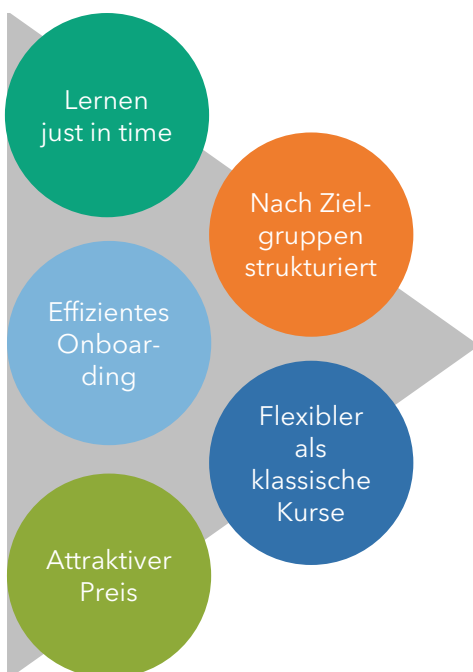 Lernen
just in time
Nach Ziel-
gruppen
strukturiert
Effizientes
Onboar-
ding
Flexibler
als
klassische
Kurse
Attraktiver
Preis